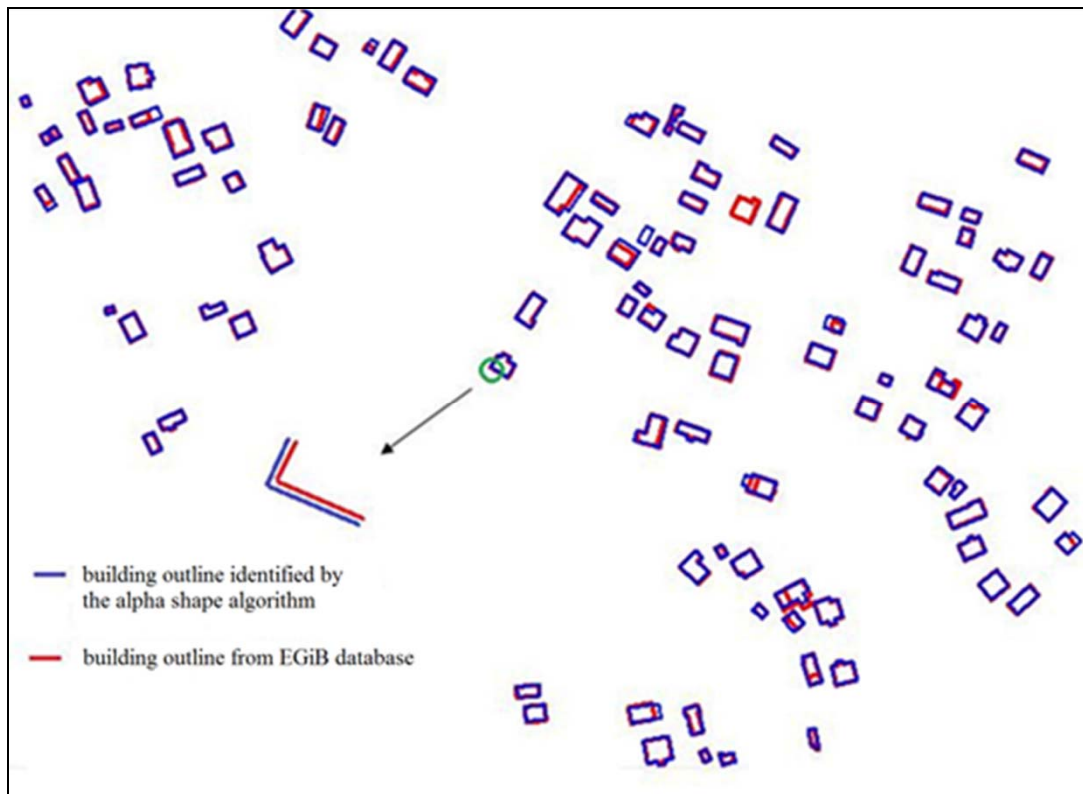 building outline identified by
the alpha shape algorithm
building outline from EGiB database